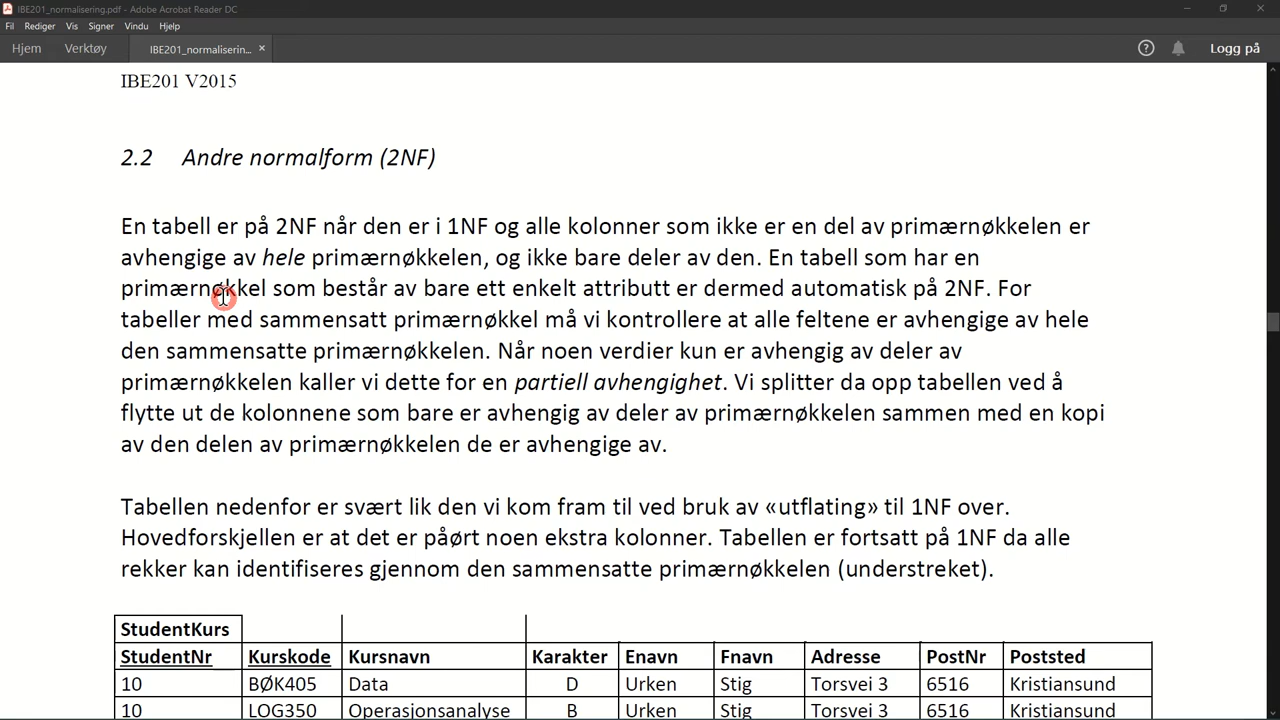 IBE201_normalisering.pdf - Adobe Acrobat Reader DC
Fil Rediger Vis Signer Vindu Hjelp
Hjem Verktøy IBE201_normaliserin... × Logg på
IBE201 V2015
2.2 Andre normalform (2NF)
En tabell er på 2NF når den er i 1NF og alle kolonner som ikke er en del av primærnøkkelen er
avhengige av hele primærnøkkelen, og ikke bare deler av den. En tabell som har en
primærnøkkel som består av bare ett enkelt attributt er dermed automatisk på 2NF. For
tabeller med sammensatt primærnøkkel må vi kontrollere at alle feltene er avhengige av hele
den sammensatte primærnøkkelen. Når noen verdier kun er avhengig av deler av
primærnøkkelen kaller vi dette for en partiell avhengighet. Vi splitter da opp tabellen ved å
flytte ut de kolonnene som bare er avhengig av deler av primærnøkkelen sammen med en kopi
av den delen av primærnøkkelen de er avhengige av.
Tabellen nedenfor er svært lik den vi kom fram til ved bruk av «utflating» til 1NF over.
Hovedforskjellen er at det er påørt noen ekstra kolonner. Tabellen er fortsatt på 1NF da alle
rekker kan identifiseres gjennom den sammensatte primærnøkkelen (understreket).
StudentKurs
StudentNr Kurskode Kursnavn Karakter Enavn Fnavn Adresse PostNr Poststed
10 BØK405 Data D Urken Stig Torsvei 3 6516 Kristiansund
10 LOG350 Operasjonsanalyse B Urken Stig Torsvei 3 6516 Kristiansund